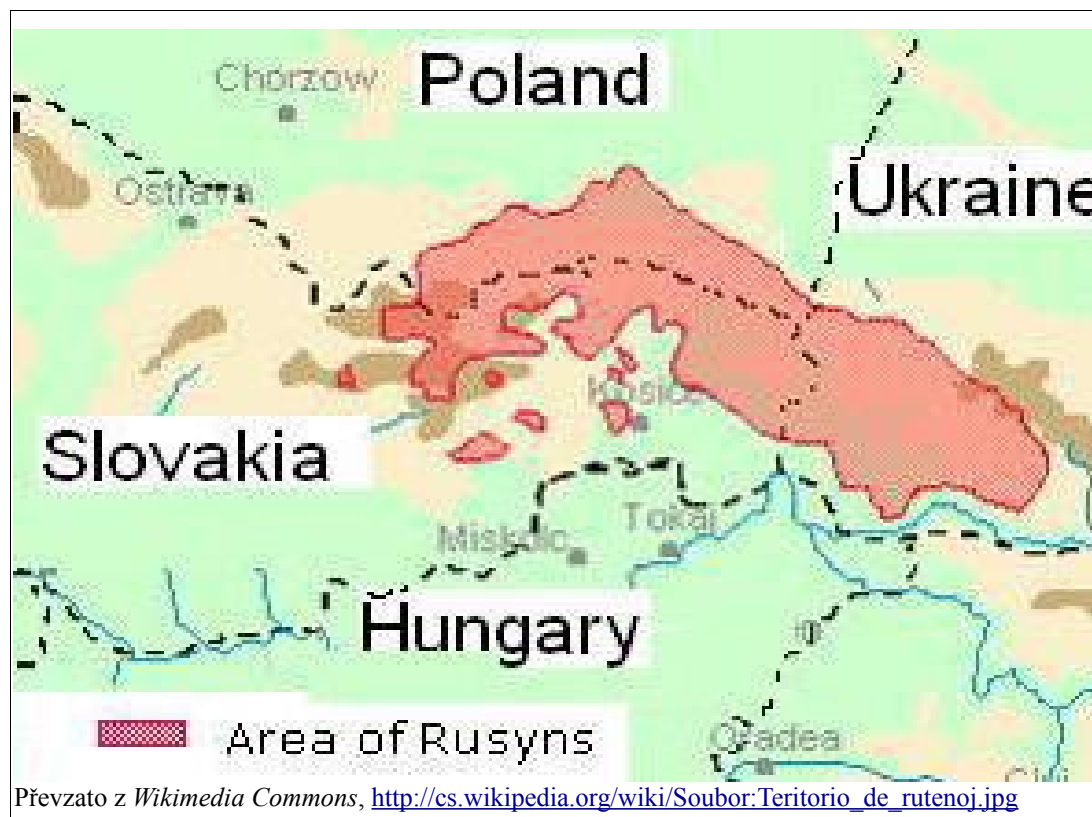 Chorzow
Poland
Ostrava
Ukraine
Košice
Slovakia
Miskolc
Tokaj
Hungary
Area of Rusyns
Oradea
Převzato z Wikimedia Commons, http://cs.wikipedia.org/wiki/Soubor:Teritorio_de_rutenoj.jpg